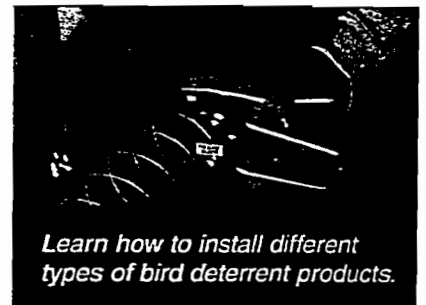 Learn how to install different
types of bird deterrent products.